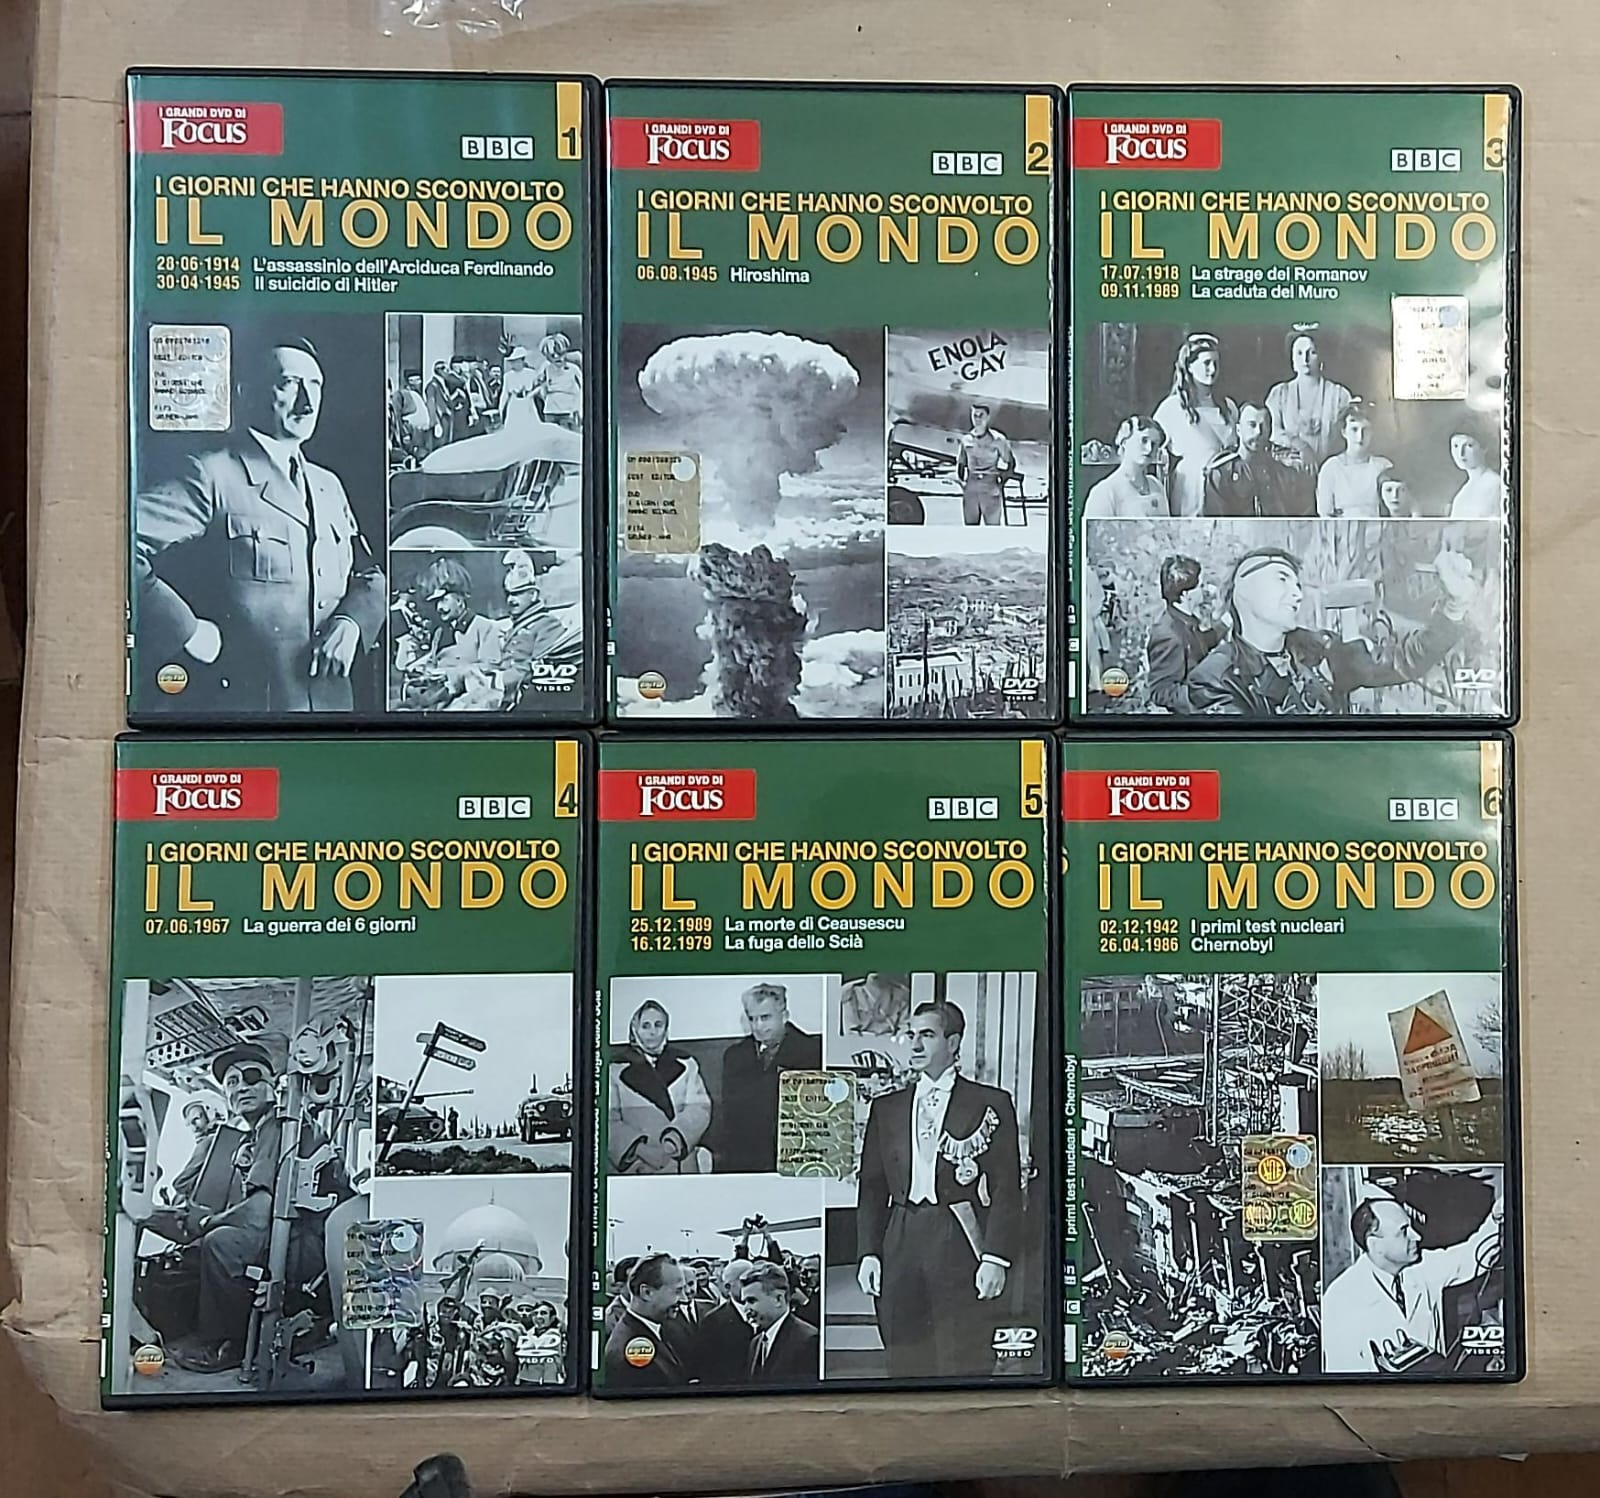 I GRANDI DVD DI
FOCUS
BBC
1
I GIORNI CHE HANNO SCONVOLTO
IL MONDO
28-06-1914 L'assassinio dell'Arciduca Ferdinando
30-04-1945 Il suicidio di Hitler
DVD
VIDEO
I GRANDI DVD DI
FOCUS
BBC
2
I GIORNI CHE HANNO SCONVOLTO
IL MONDO
06.08.1945 Hiroshima
ENOLA
GAY
DVD
VIDEO
I GRANDI DVD DI
FOCUS
BBC
3
I GIORNI CHE HANNO SCONVOLTO
IL MONDO
17.07.1918 La strage dei Romanov
09.11.1989 La caduta del Muro
DVD
I GRANDI DVD DI
FOCUS
BBC
4
I GIORNI CHE HANNO SCONVOLTO
IL MONDO
07.06.1967 La guerra dei 6 giorni
DVD
VIDEO
I GRANDI DVD DI
FOCUS
BBC
5
I GIORNI CHE HANNO SCONVOLTO
IL MONDO
25.12.1989 La morte di Ceausescu
16.12.1979 La fuga dello Scià
DVD
VIDEO
I GRANDI DVD DI
FOCUS
BBC
6
I GIORNI CHE HANNO SCONVOLTO
IL MONDO
02.12.1942 I primi test nucleari
26.04.1986 Chernobyl
I primi test nucleari • Chernobyl
DVD
VIDEO